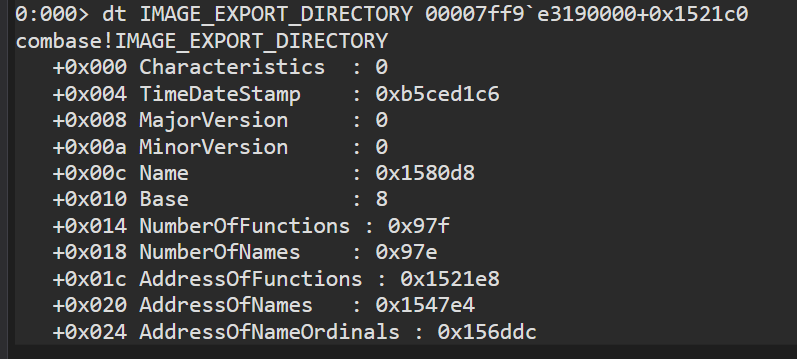 0:000> dt IMAGE_EXPORT_DIRECTORY 00007ff9`e3190000+0x1521c0
combase!IMAGE_EXPORT_DIRECTORY
   +0x000 Characteristics  : 0
   +0x004 TimeDateStamp    : 0xb5ced1c6
   +0x008 MajorVersion     : 0
   +0x00a MinorVersion     : 0
   +0x00c Name             : 0x1580d8
   +0x010 Base             : 8
   +0x014 NumberOfFunctions : 0x97f
   +0x018 NumberOfNames    : 0x97e
   +0x01c AddressOfFunctions : 0x1521e8
   +0x020 AddressOfNames   : 0x1547e4
   +0x024 AddressOfNameOrdinals : 0x156ddc